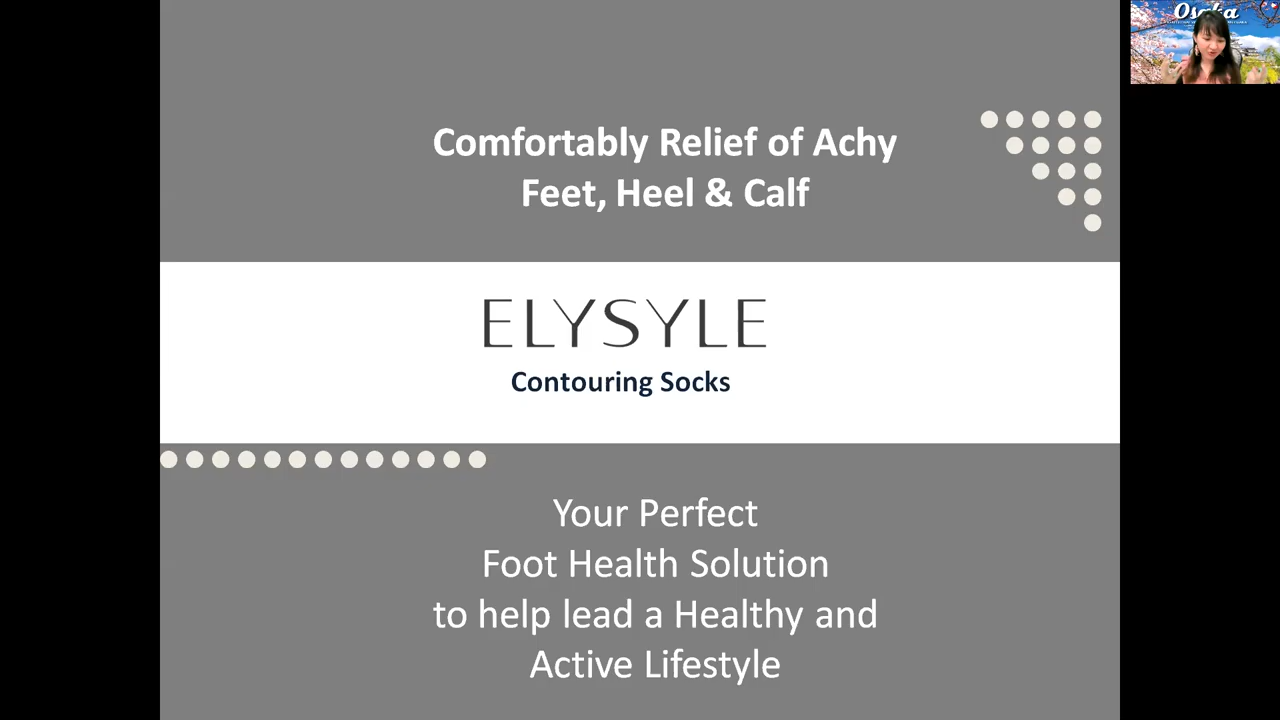 Osaka
Comfortably Relief of Achy
Feet, Heel & Calf
ELYSYLE
Contouring Socks
Your Perfect
Foot Health Solution
to help lead a Healthy and
Active Lifestyle